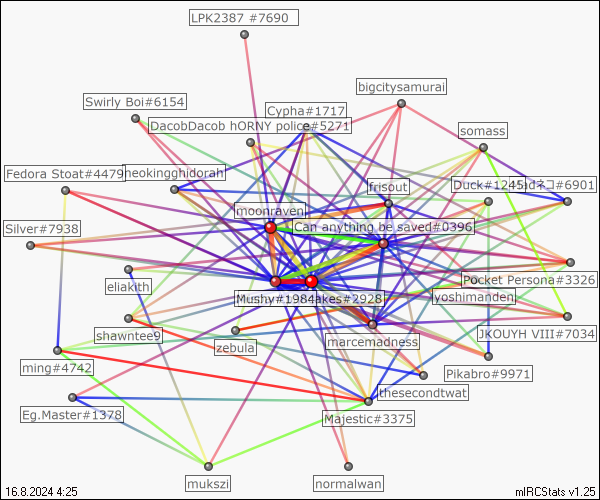 LPK2387 #7690
bigcitysamurai
Swirly Boi#6154
Cypha#1717
DacobDacob hORNY police#5271
somass
Fedora Stoat#4479
neokingghidorah
frisout
Duck#1245
#6901
moonraven
Can anything be saved#0396
Silver#7938
eliakith
Pocket Persona#3326
Mushy#1984
akes#2928
yoshimanden
shawntee9
zebula
marcemadness
JKOUYH VIII#7034
ming#4742
Pikabro#9971
thesecondtwat
Eg.Master#1378
Majestic#3375
mukszi
normalwan
16.8.2024 4:25
mIRCStats v1.25